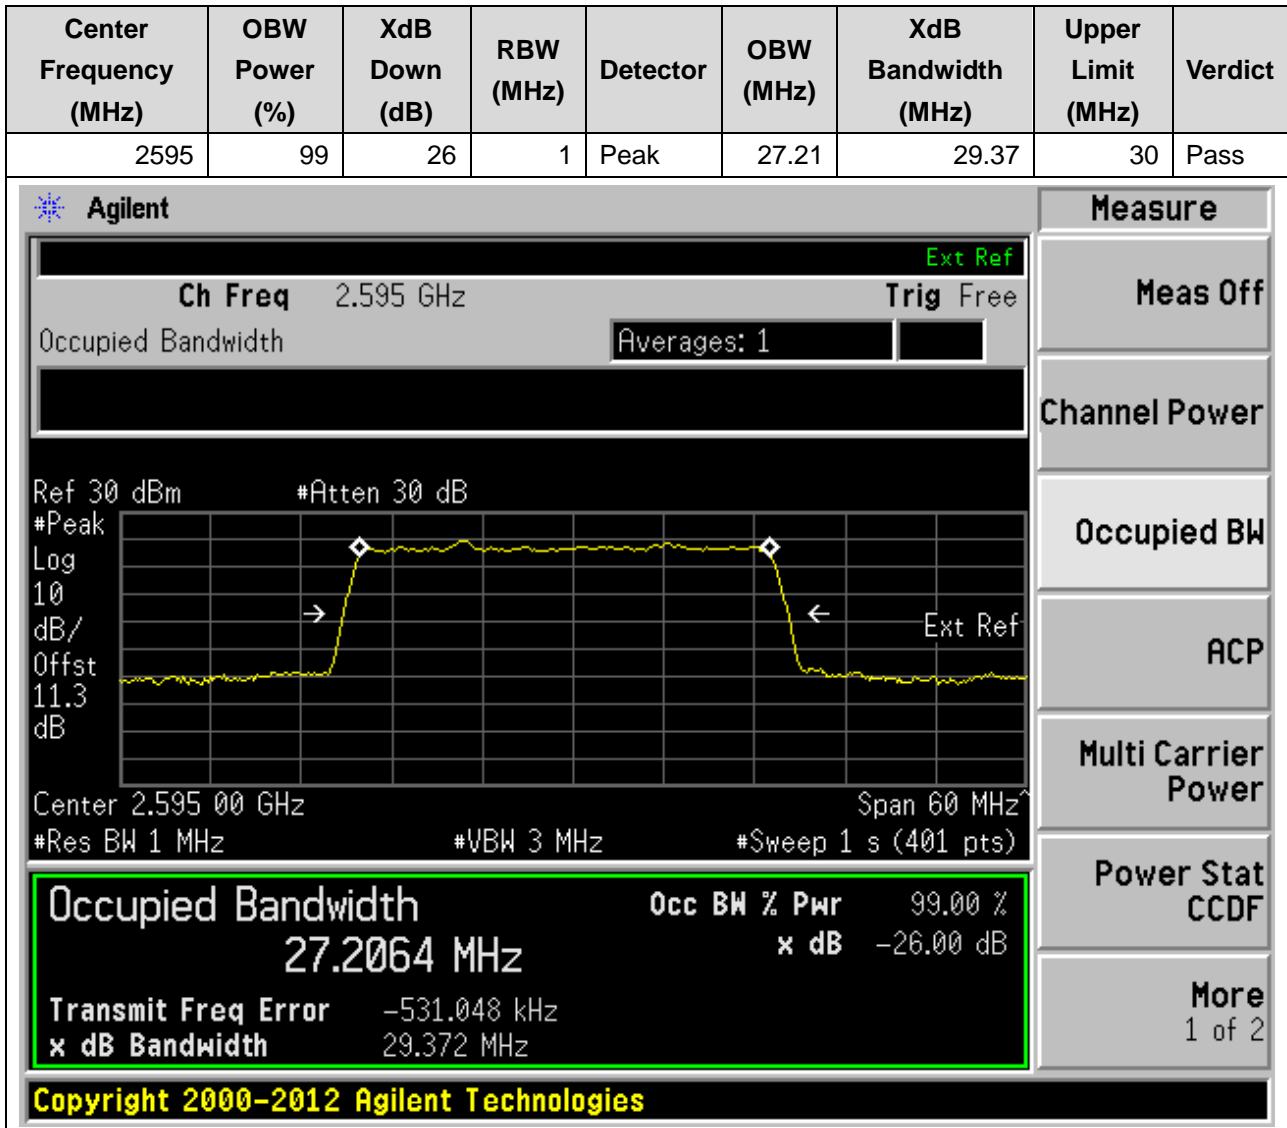 Center Frequency (MHz) OBW Power (%) XdB Down (dB) RBW (MHz) Detector OBW (MHz) XdB Bandwidth (MHz) Upper Limit (MHz) Verdict
2595 99 26 1 Peak 27.21 29.37 30 Pass
Agilent
Measure
Ext Ref
Ch Freq 2.595 GHz Trig Free
Meas Off
Occupied Bandwidth Averages: 1
Channel Power
Ref 30 dBm #Atten 30 dB
#Peak
Log
10
dB/
Offst
11.3
dB
Ext Ref
Occupied BW
ACP
Multi Carrier
Power
Center 2.595 00 GHz Span 60 MHz^
#Res BW 1 MHz #VBW 3 MHz #Sweep 1 s (401 pts)
Power Stat
CCDF
Occupied Bandwidth Occ BW % Pwr 99.00 %
27.2064 MHz x dB -26.00 dB
Transmit Freq Error -531.048 kHz
x dB Bandwidth 29.372 MHz
More
1 of 2
Copyright 2000-2012 Agilent Technologies